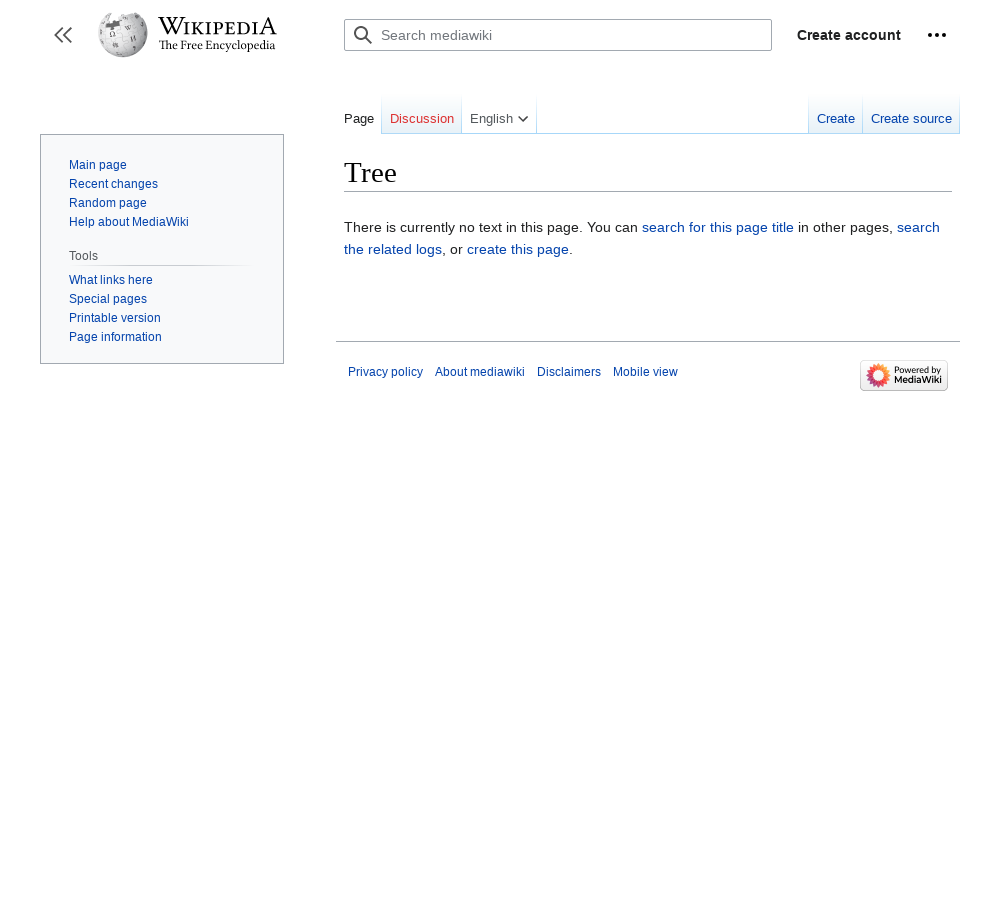 WIKIPEDIA
The Free Encyclopedia
Search mediawiki
Create account
Page
Discussion
English
Create
Create source
Main page
Recent changes
Random page
Help about MediaWiki
Tools
What links here
Special pages
Printable version
Page information
Tree
There is currently no text in this page. You can search for this page title in other pages, search
the related logs, or create this page.
Privacy policy
About mediawiki
Disclaimers
Mobile view
Powered by
MediaWiki